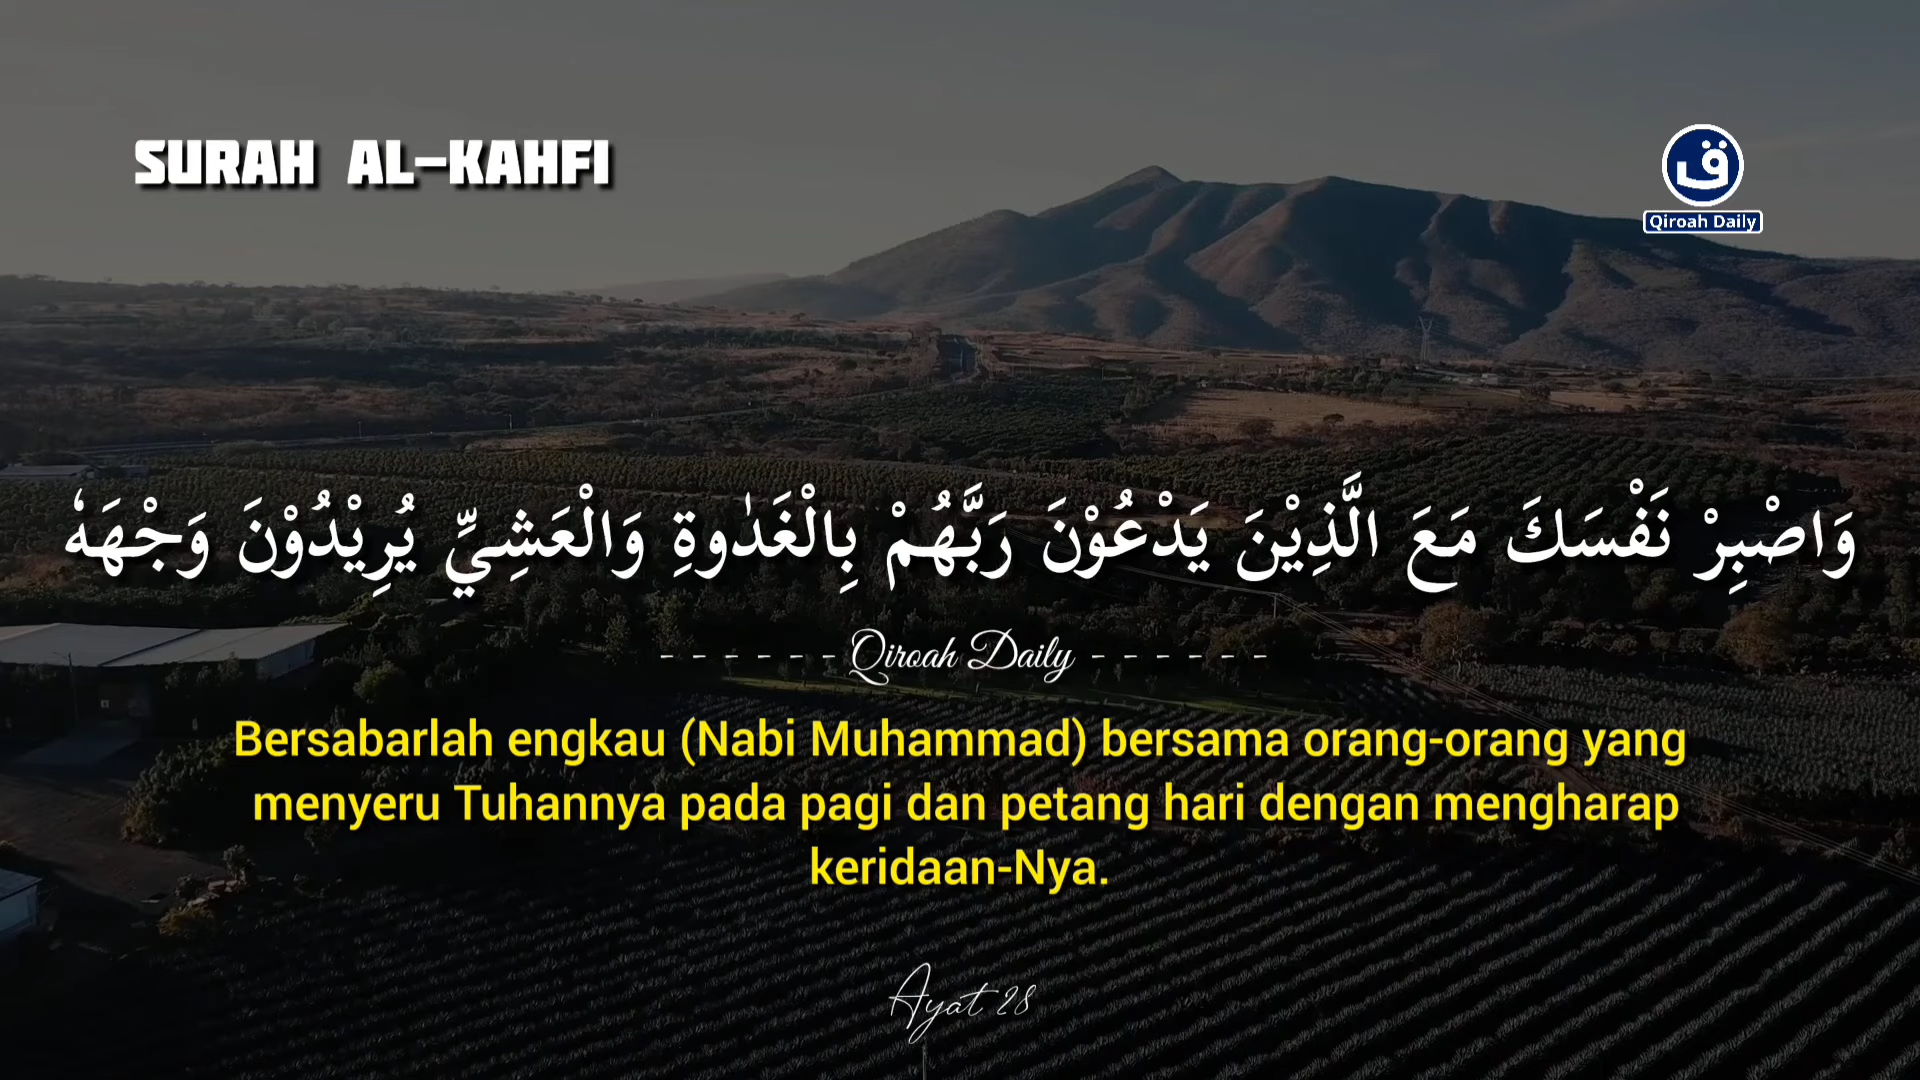 SURAH AL-KAHFI
ق
Qiroah Daily
وَاصْبِرْ نَفْسَكَ مَعَ الَّذِيْنَ يَدْعُوْنَ رَبَّهُمْ بِالْغَدٰوةِ وَالْعَشِيِّ يُرِيْدُوْنَ وَجْهَهٗ
------Qiroah Daily------
Bersabarlah engkau (Nabi Muhammad) bersama orang-orang yang
menyeru Tuhannya pada pagi dan petang hari dengan mengharap
keridaan-Nya.
Ayat 28